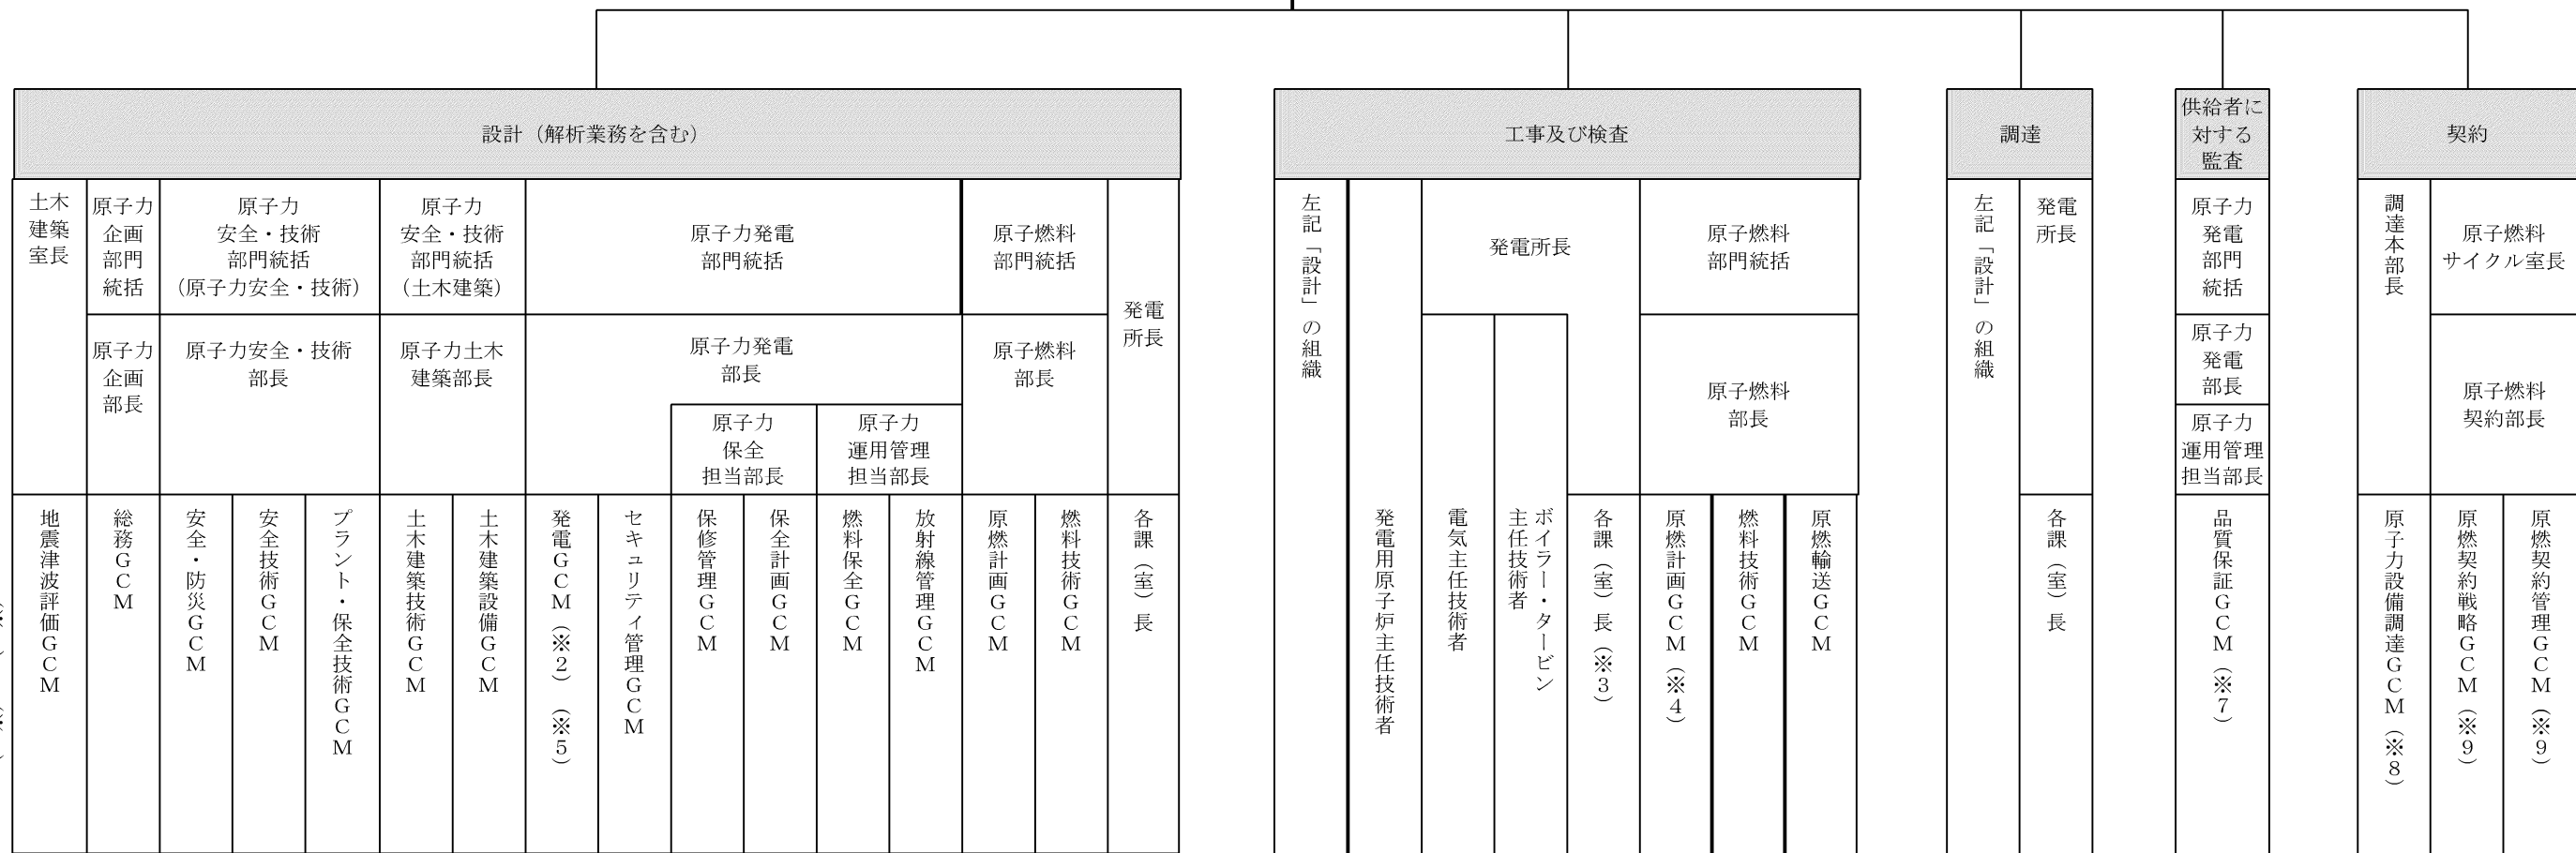 設計（解析業務を含む）
工事及び検査
調達
供給者に
対する
監査
契約
土木
建築
室長
原子力
企画
部門
統括
原子力
安全・技術
部門統括
（原子力安全・技術）
原子力
安全・技術
部門統括
（土木建築）
原子力発電
部門統括
原子燃料
部門統括
発電
所長
原子力
企画
部長
原子力安全・技術
部長
原子力土木
建築部長
原子力発電
部長
原子燃料
部長
原子力
保全
担当部長
原子力
運用管理
担当部長
地震津波評価ＧＣＭ
総務ＧＣＭ
安全・防災ＧＣＭ
安全技術ＧＣＭ
プラント・保全技術ＧＣＭ
土木建築技術ＧＣＭ
土木建築設備ＧＣＭ
発電ＧＣＭ（※２）（※５）
セキュリティ管理ＧＣＭ
保修管理ＧＣＭ
保全計画ＧＣＭ
燃料保全ＧＣＭ
放射線管理ＧＣＭ
原燃計画ＧＣＭ
燃料技術ＧＣＭ
各課（室）長
左記「設計」の組織
発電用原子炉主任技術者
発電所長
原子燃料
部門統括
電気主任技術者
ボイラー・タービン
主任技術者
各課（室）長（※３）
原子燃料
部長
原燃計画ＧＣＭ（※４）
燃料技術ＧＣＭ
原燃輸送ＧＣＭ
左記「設計」の組織
発電
所長
各課（室）長
原子力
発電
部門
統括
原子力
発電
部長
原子力
運用管理
担当部長
品質保証ＧＣＭ（※７）
調達本部長
原子燃料
サイクル室長
原子燃料
契約部長
原子力設備調達ＧＣＭ（※８）
原燃契約戦略ＧＣＭ（※９）
原燃契約管理ＧＣＭ（※９）